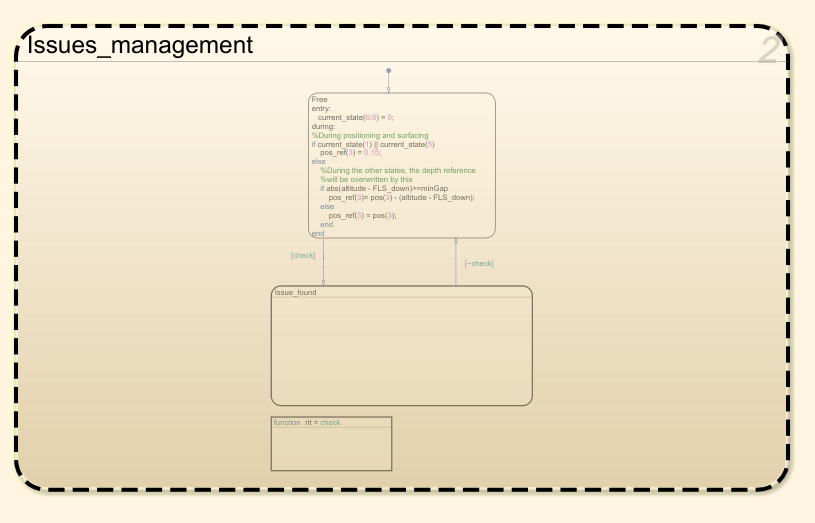 Issues_management
2
Free
entry:
current_state(6:8) = 0;
during:
%During positioning and surfacing
if current_state(1) || current_state(5)
pos_ref(3) = 0.15;
else
%During the other states, the depth reference
%will be overwritten by this
if abs(altitude - FLS_down)>=minGap
pos_ref(3)= pos(3) - (altitude - FLS_down);
else
pos_ref(3) = pos(3);
end
end
[check]
[~check]
Issue_found
function rit = check